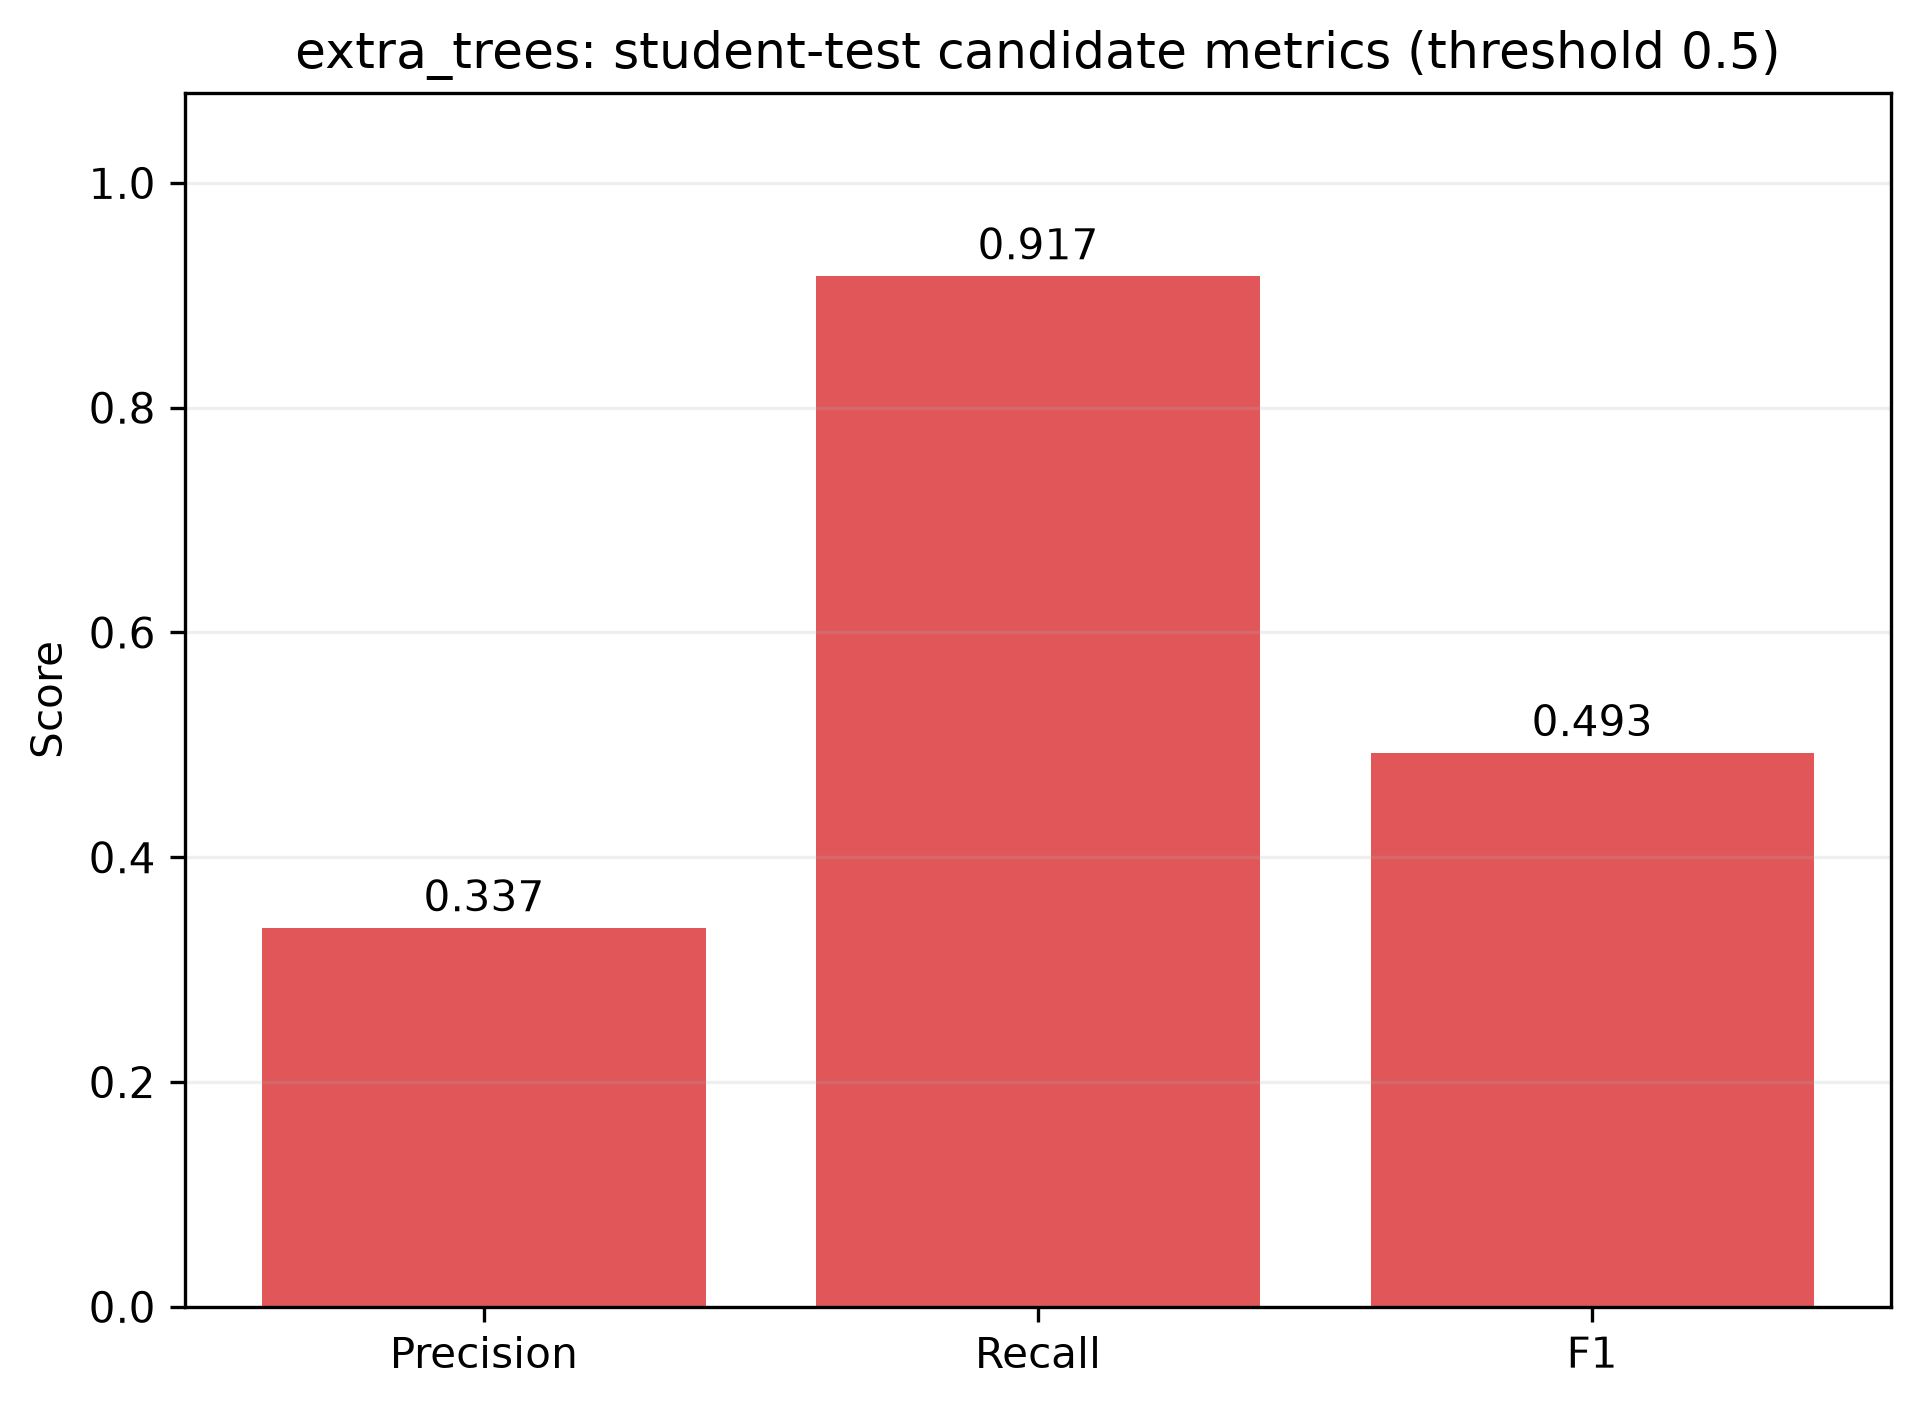 extra_trees: student-test candidate metrics (threshold 0.5)
1.0
0.8
0.6
0.4
0.2
0.0
Score
0.337
0.917
0.493
Precision
Recall
F1